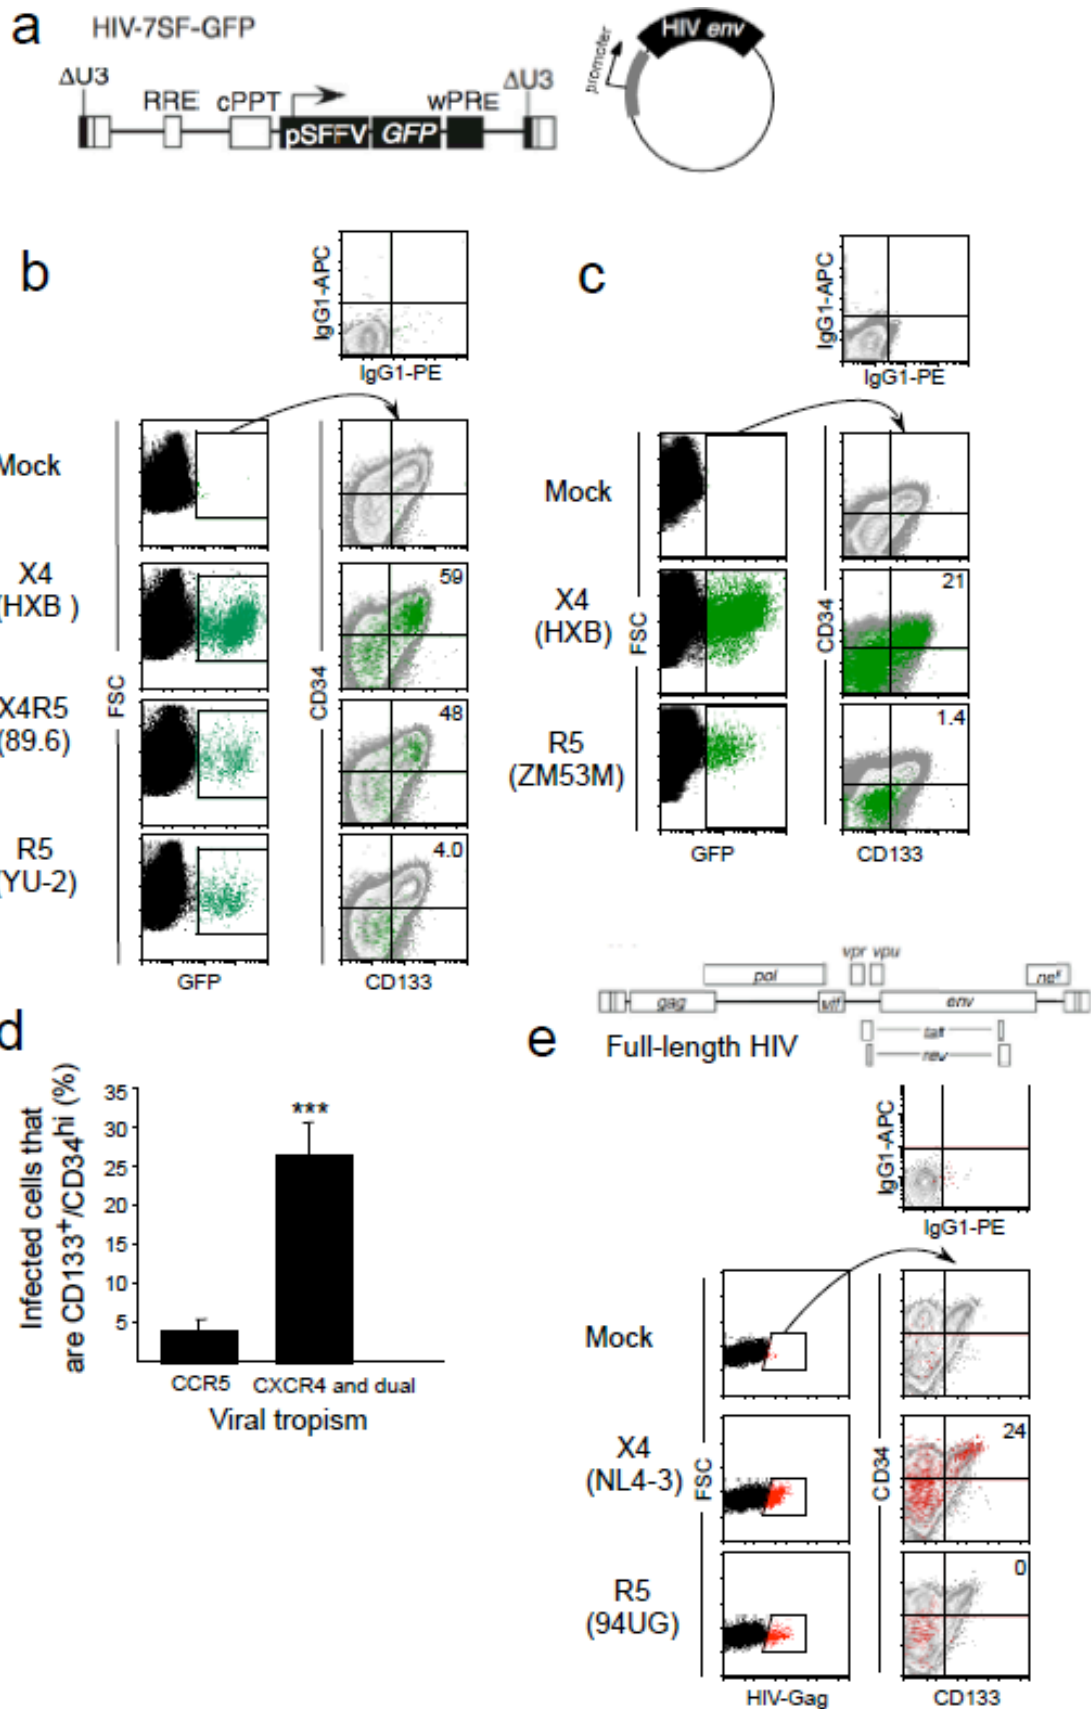 a
HIV-7SF-GFP
ΔU3 RRE cPPT wPRE ΔU3
pSFFV GFP
promoter
HIV env
b
IgG1-APC
IgG1-PE
Mock
X4
(HXB )
X4R5
(89.6)
R5
(YU-2)
FSC
CD34
59
48
4.0
GFP CD133
c
IgG1-APC
IgG1-PE
Mock
X4
(HXB)
R5
(ZM53M)
FSC
CD34
21
1.4
GFP CD133
d
Infected cells that
are CD133+/CD34hi (%)
35
30
25
20
15
10
5
***
CCR5 CXCR4 and dual
Viral tropism
e
vpr vpu
pol nef
gag vif env
tat
rev
Full-length HIV
IgG1-APC
IgG1-PE
Mock
X4
(NL4-3)
R5
(94UG)
FSC
CD34
24
0
HIV-Gag CD133